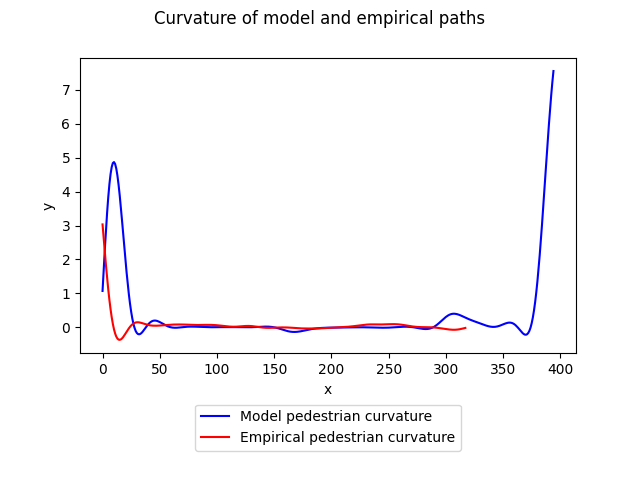 Curvature of model and empirical paths
y
7
6
5
4
3
2
1
0
0 50 100 150 200 250 300 350 400
x
Model pedestrian curvature
Empirical pedestrian curvature